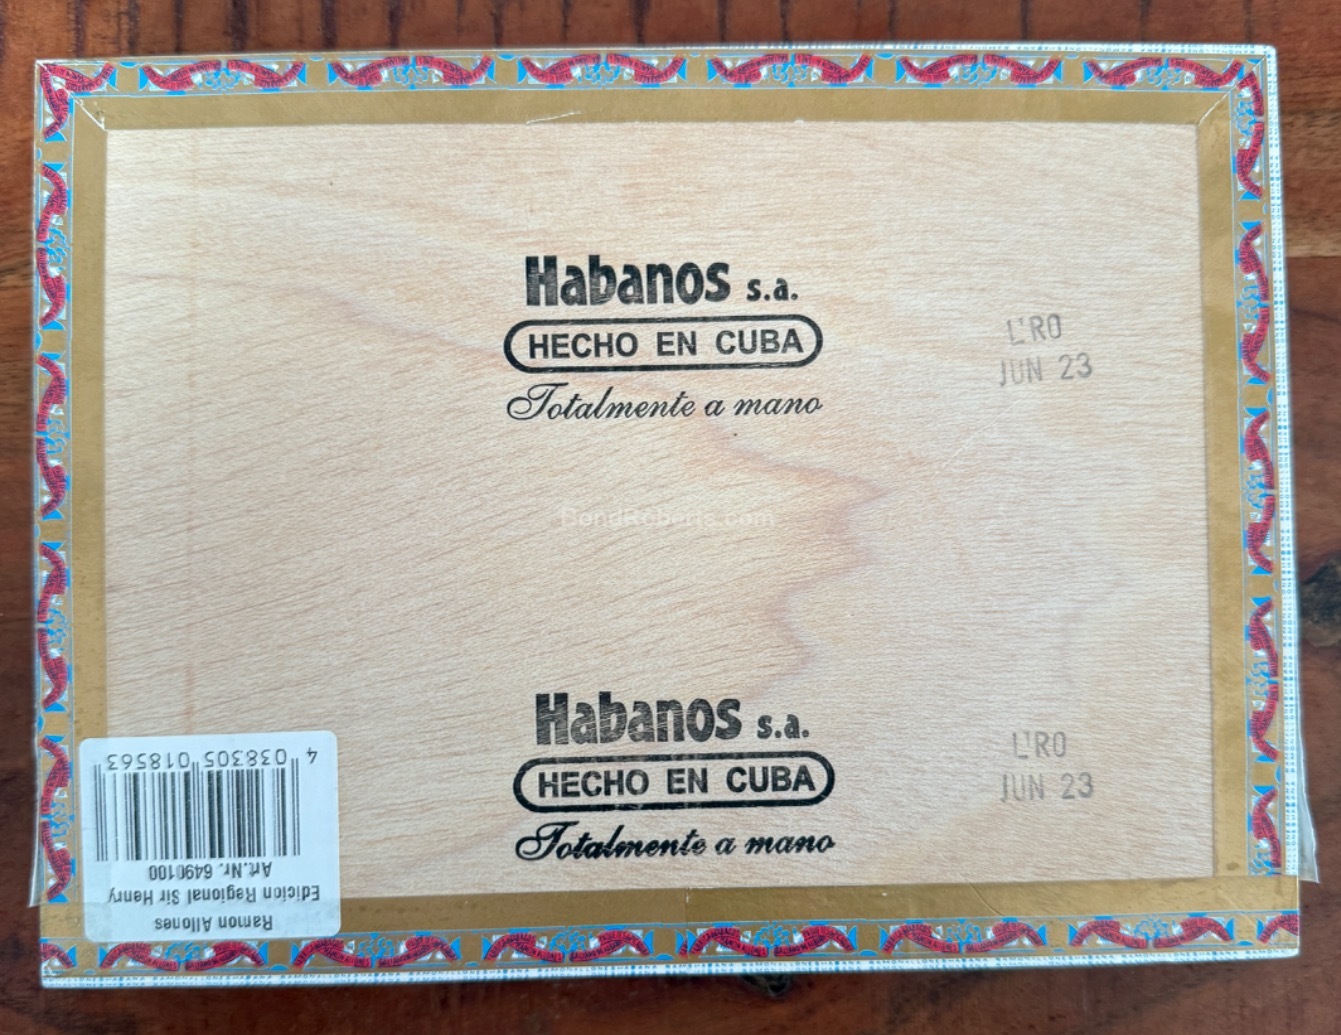 Habanos s.a.
HECHO EN CUBA
Totalmente a mano
L'RO
JUN 23
Habanos s.a.
HECHO EN CUBA
Totalmente a mano
L'RO
JUN 23
Ramon Allones
Edicion Regional Sir Henry
Art.Nr. 6490100
4 038305 018563